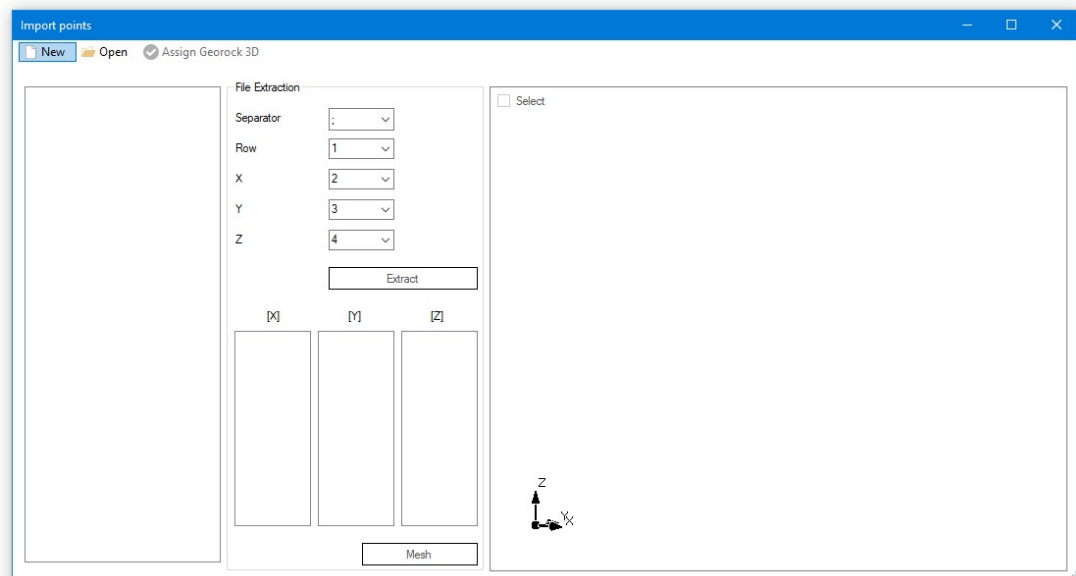 Import points
New Open Assign Georock 3D
File Extraction
Separator ;
Row 1
X 2
Y 3
Z 4
Extract
[X] [Y] [Z]
Mesh
Select
Z
Y
X